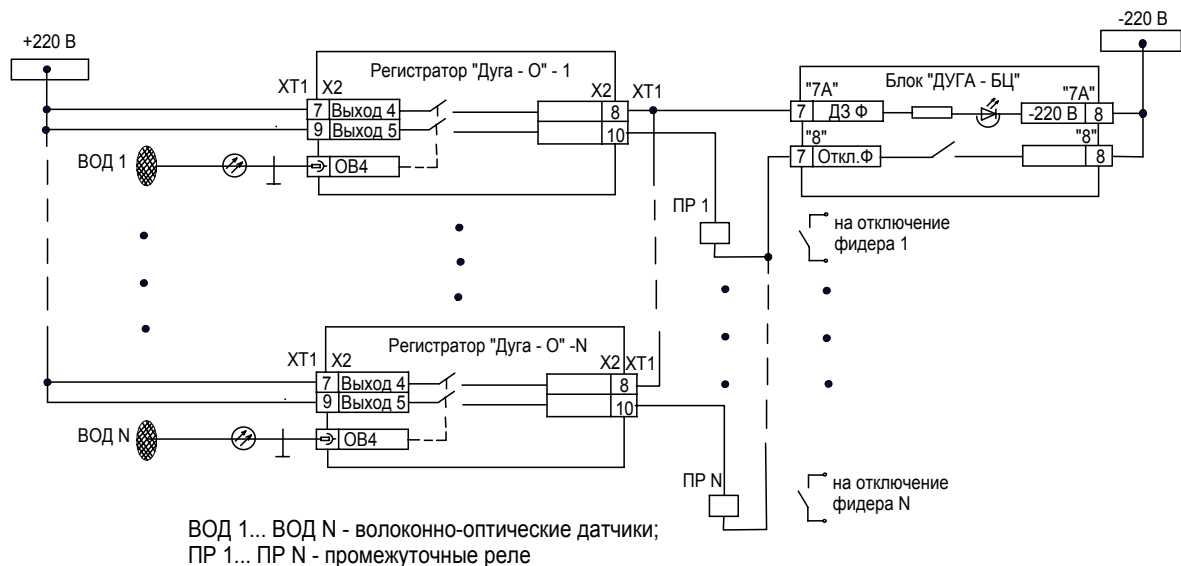 -220 В
+220 В
Регистратор "Дуга - О" - 1
Блок "ДУГА - БЦ"
XT1 X2
X2 XT1
"7А"
"7А"
7 Выход 4
8
7 ДЗ Ф
-220 В 8
9 Выход 5
10
"8"
"8"
7 Откл.Ф
8
ВОД 1
ОВ4
ПР 1
на отключение
фидера 1
Регистратор "Дуга - О" -N
XT1 X2
X2 XT1
7 Выход 4
8
9 Выход 5
10
ВОД N
ОВ4
ПР N
на отключение
фидера N
ВОД 1... ВОД N - волоконно-оптические датчики;
ПР 1... ПР N - промежуточные реле